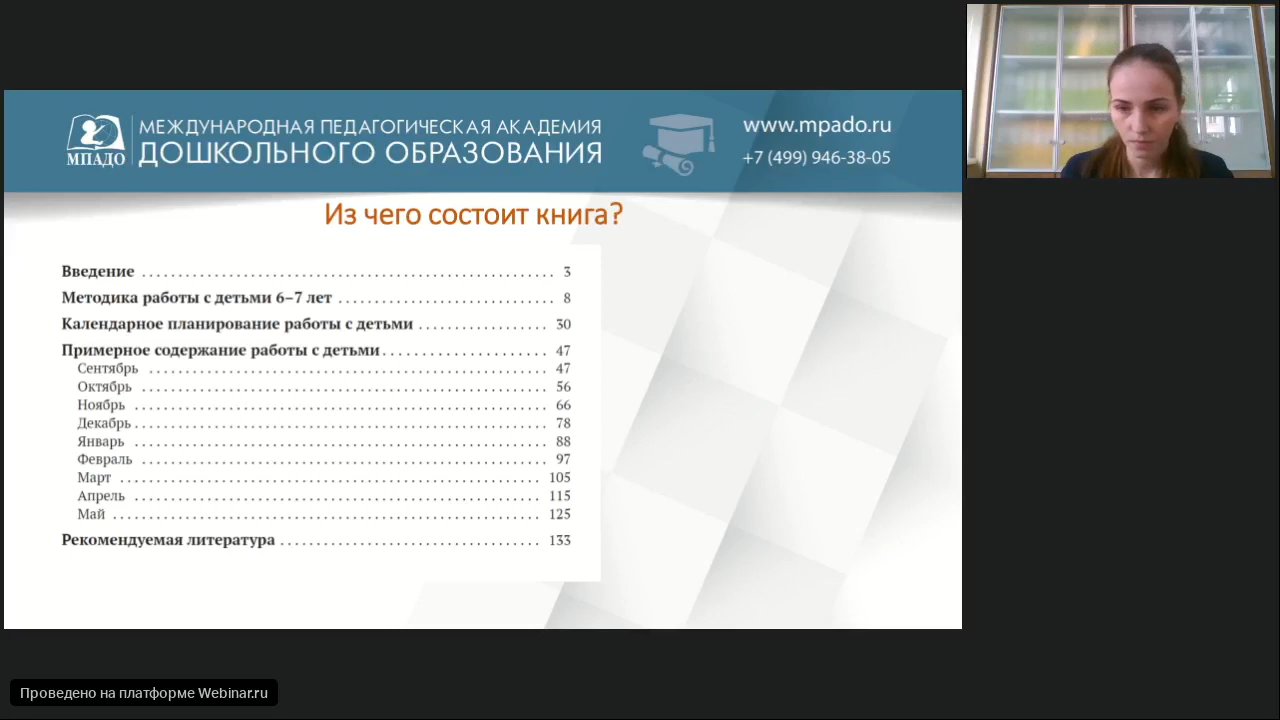 МПАДО
МЕЖДУНАРОДНАЯ ПЕДАГОГИЧЕСКАЯ АКАДЕМИЯ
ДОШКОЛЬНОГО ОБРАЗОВАНИЯ
www.mpado.ru
+7 (499) 946-38-05
Из чего состоит книга?
Введение 3
Методика работы с детьми 6–7 лет 8
Календарное планирование работы с детьми 30
Примерное содержание работы с детьми 47
Сентябрь 47
Октябрь 56
Ноябрь 66
Декабрь 78
Январь 88
Февраль 97
Март 105
Апрель 115
Май 125
Рекомендуемая литература 133
Проведено на платформе Webinar.ru